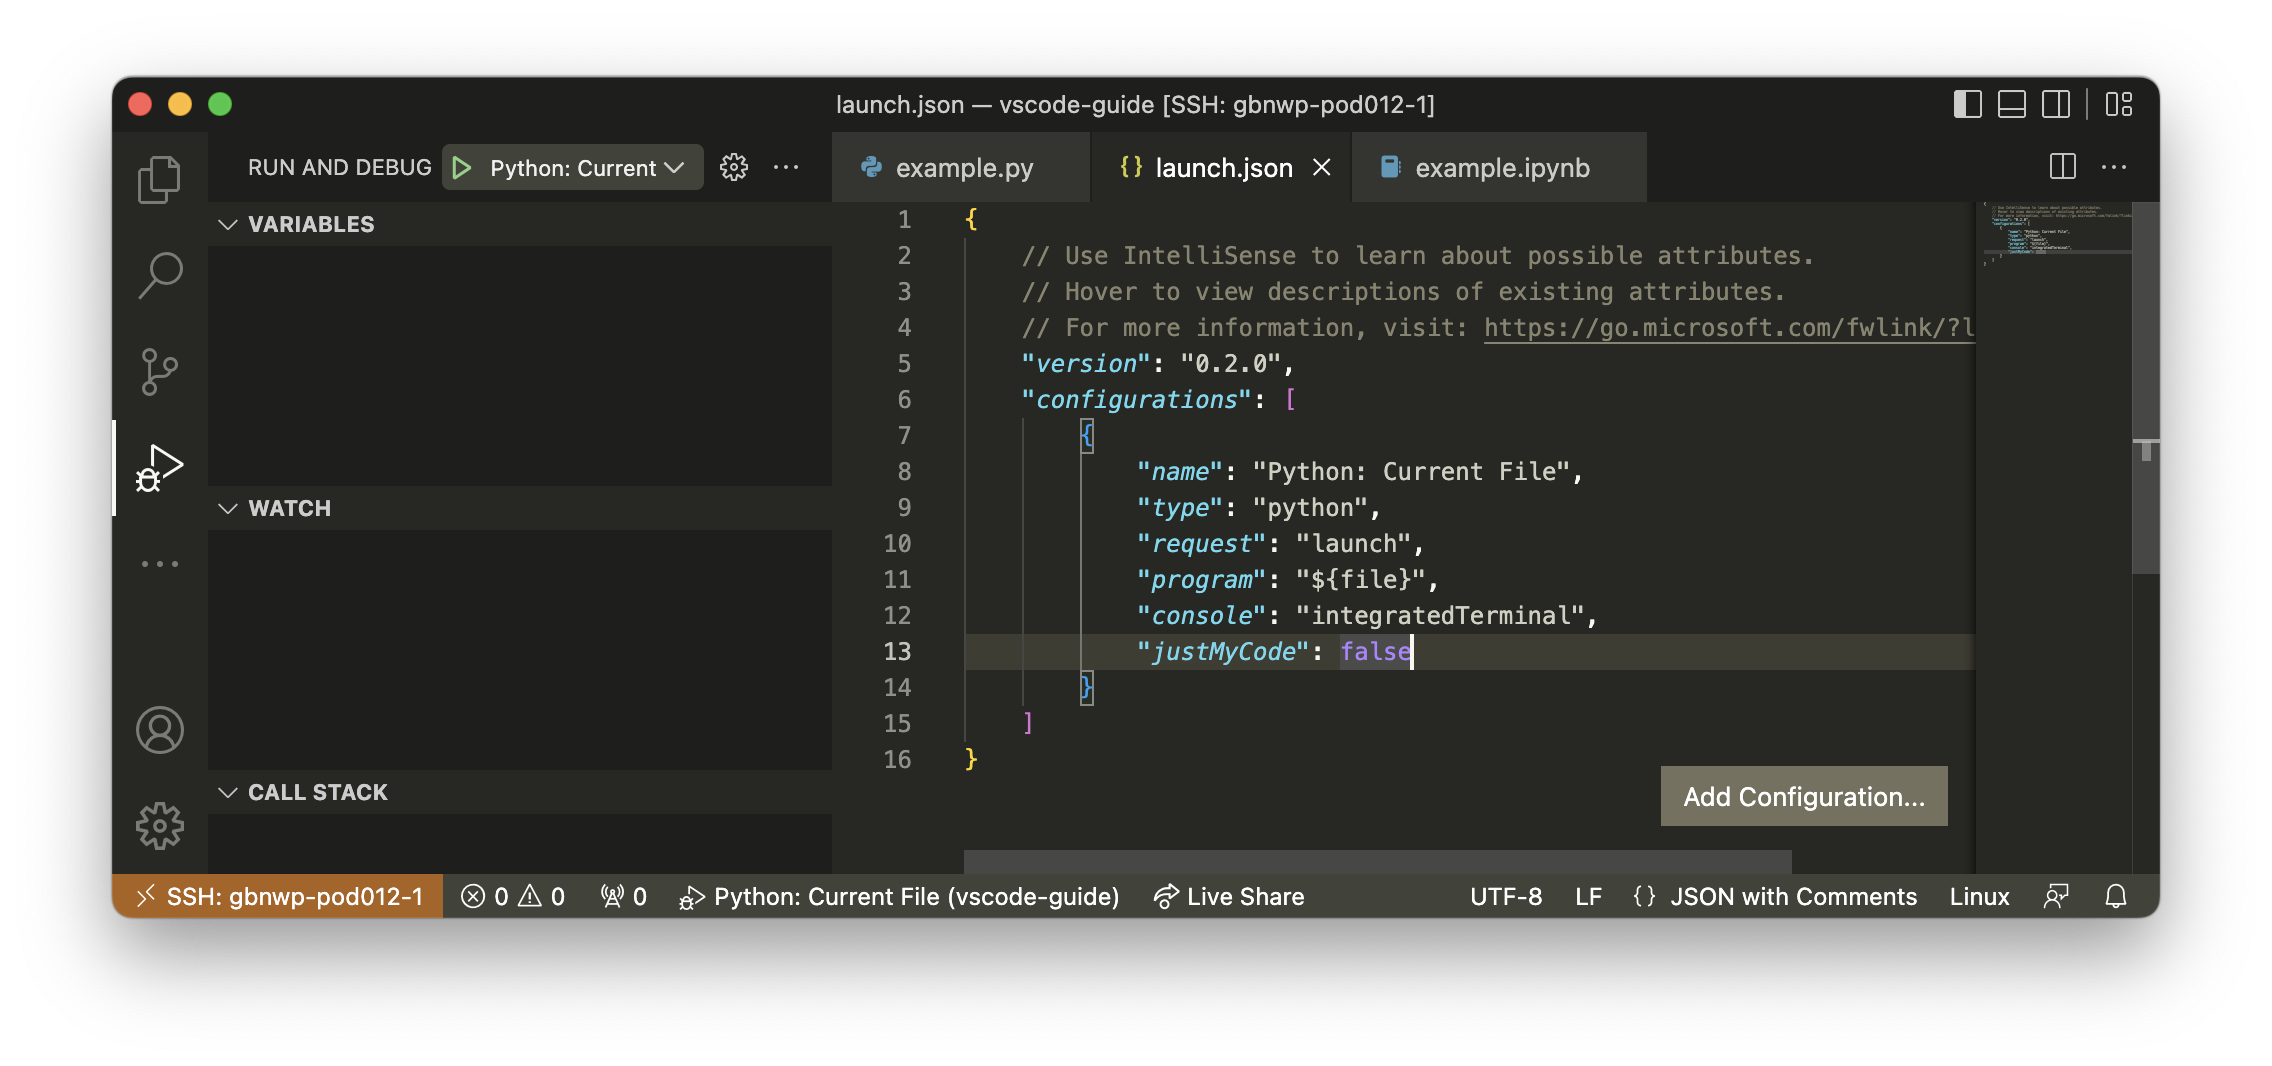 launch.json — vscode-guide [SSH: gbnwp-pod012-1]
RUN AND DEBUG Python: Current
example.py launch.json example.ipynb
VARIABLES
WATCH
CALL STACK
1 {
2 // Use IntelliSense to learn about possible attributes.
3 // Hover to view descriptions of existing attributes.
4 // For more information, visit: https://go.microsoft.com/fwlink/?l
5 "version": "0.2.0",
6 "configurations": [
7 {
8 "name": "Python: Current File",
9 "type": "python",
10 "request": "launch",
11 "program": "${file}",
12 "console": "integratedTerminal",
13 "justMyCode": false
14 }
15 ]
16 }
Add Configuration...
SSH: gbnwp-pod012-1 0 0 0 Python: Current File (vscode-guide) Live Share UTF-8 LF {} JSON with Comments Linux